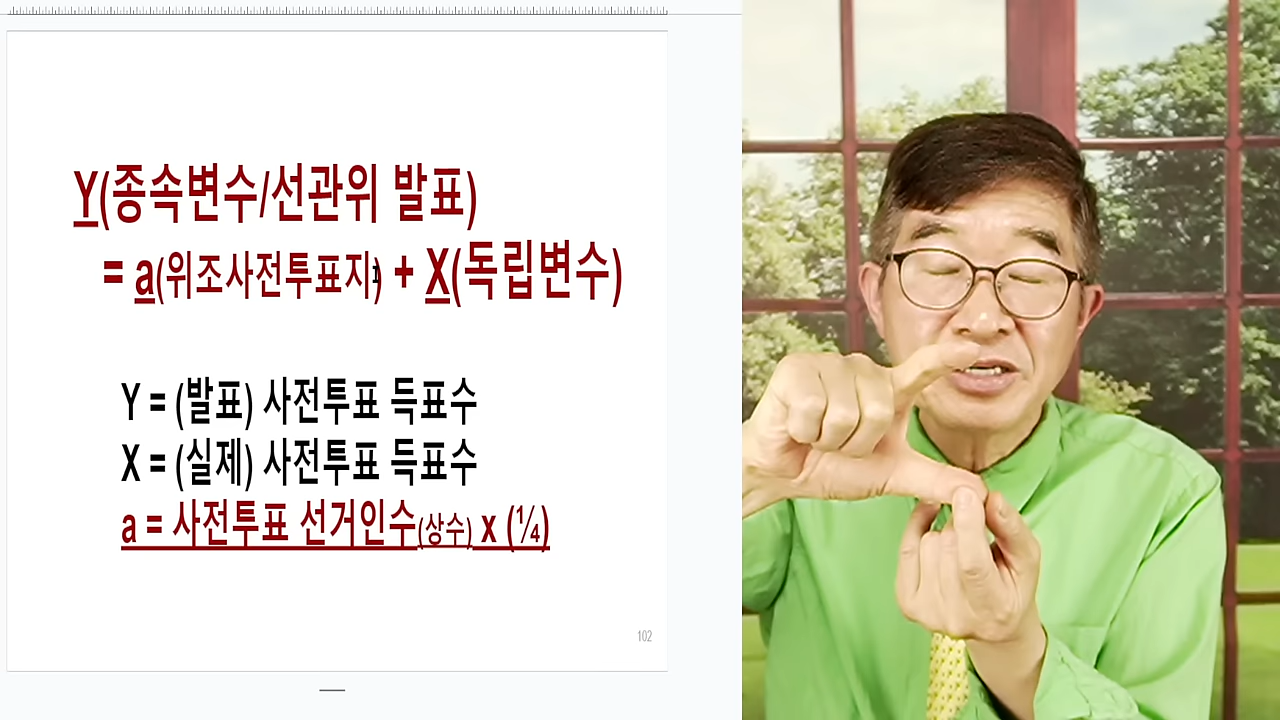 Y(종속변수/선관위 발표)
= a(위조사전투표지) + X(독립변수)
Y = (발표) 사전투표 득표수
X = (실제) 사전투표 득표수
a = 사전투표 선거인수(상수) x (¼)
102